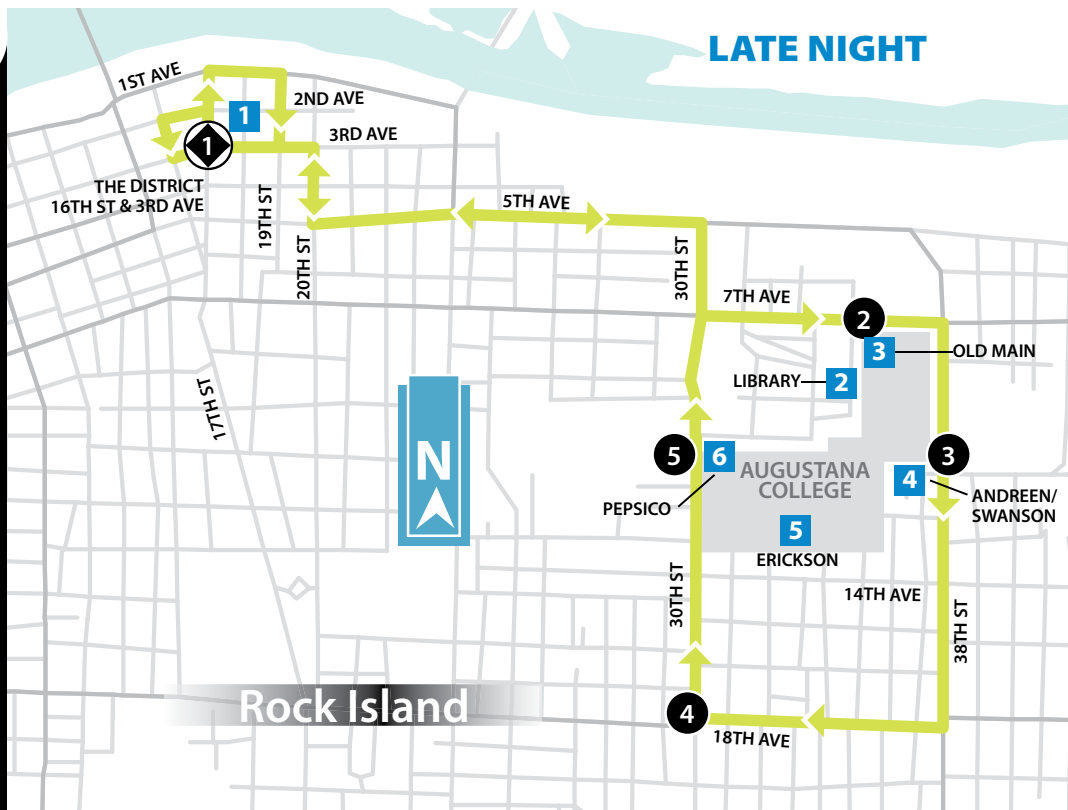 LATE NIGHT
1ST AVE
2ND AVE
1
3RD AVE
1
THE DISTRICT
16TH ST & 3RD AVE
19TH ST
20TH ST
5TH AVE
30TH ST
7TH AVE
2
3
OLD MAIN
LIBRARY
2
17TH ST
N
5
6
AUGUSTANA
COLLEGE
3
4
PEPSICO
ANDREEN/
SWANSON
5
ERICKSON
30TH ST
14TH AVE
38TH ST
Rock Island
4
18TH AVE